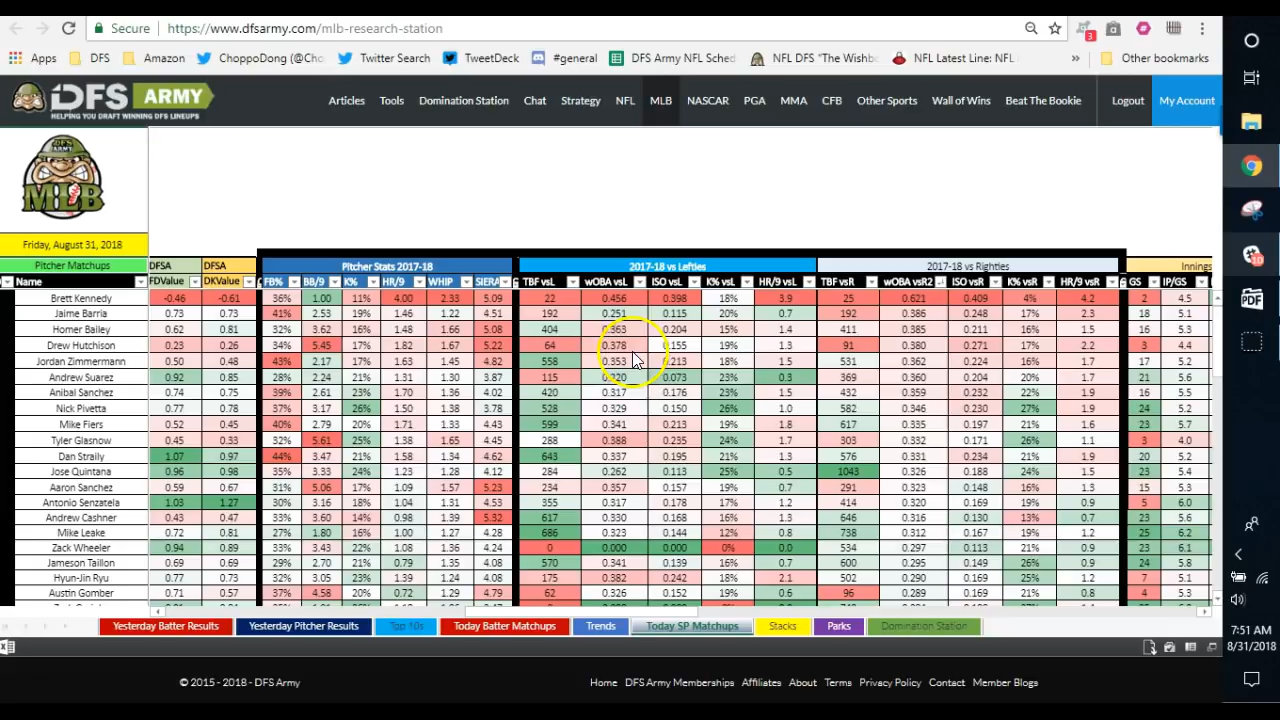 Secure https://www.dfsarmy.com/mlb-research-station
3
Apps DFS Amazon ChoppoDong (@Cho Twitter Search TweetDeck #general DFS Army NFL Sched NFL DFS "The Wishb NFL Latest Line: NFL » Other bookmarks
DFS ARMY
HELPING YOU DRAFT WINNING DFS LINEUPS
Articles Tools Domination Station Chat Strategy NFL MLB NASCAR PGA MMA CFB Other Sports Wall of Wins Beat The Bookie Logout My Account
MLB
Friday, August 31, 2018
Pitcher Matchups DFSA DFSA Pitcher Stats 2017-18 2017-18 vs Lefties 2017-18 vs Righties Innings
Name FDValue DKValue FB% BB/9 K% HR/9 WHIP SIERA TBF vsL wOBA vsL ISO vsL K% vsL HR/9 vsL TBF vsR wOBA vsR2 ISO vsR K% vsR HR/9 vsR GS IP/GS
Brett Kennedy -0.46 -0.61 36% 1.00 11% 4.00 2.33 5.09 22 0.456 0.398 18% 3.9 25 0.621 0.409 4% 4.2 2 4.5
Jaime Barria 0.73 0.73 41% 2.53 19% 1.46 1.22 4.51 192 0.251 0.115 20% 0.7 192 0.386 0.248 17% 2.3 18 5.1
Homer Bailey 0.62 0.81 32% 3.62 16% 1.48 1.66 5.08 404 0.363 0.204 15% 1.4 411 0.385 0.211 15% 1.6 16 5.3
Drew Hutchison 0.23 0.26 34% 5.45 17% 1.82 1.67 5.22 64 0.378 0.155 19% 1.3 91 0.380 0.271 17% 2.2 3 4.4
Jordan Zimmermann 0.50 0.48 43% 2.17 17% 1.63 1.45 4.82 558 0.353 0.213 18% 1.5 531 0.362 0.224 16% 1.7 17 5.2
Andrew Suarez 0.92 0.85 28% 2.24 21% 1.31 1.30 3.87 115 0.220 0.073 23% 0.3 369 0.360 0.204 20% 1.7 21 5.6
Anibal Sanchez 0.74 0.75 39% 2.61 23% 1.70 1.36 4.02 420 0.317 0.176 23% 1.5 432 0.359 0.232 22% 1.9 16 5.5
Nick Pivetta 0.77 0.78 37% 3.17 26% 1.50 1.38 3.78 528 0.329 0.150 26% 1.0 582 0.346 0.230 27% 1.9 24 5.2
Mike Fiers 0.52 0.45 40% 2.79 19% 1.71 1.33 4.43 599 0.341 0.213 19% 1.8 617 0.335 0.197 21% 1.6 23 5.7
Tyler Glasnow 0.45 0.33 32% 5.61 25% 1.38 1.65 4.45 288 0.388 0.235 24% 1.7 303 0.332 0.171 26% 1.1 3 4.0
Dan Straily 1.07 0.97 44% 3.47 21% 1.58 1.34 4.62 643 0.337 0.195 21% 1.3 576 0.331 0.234 21% 1.9 20 5.2
Jose Quintana 0.96 0.98 35% 3.33 24% 1.23 1.28 4.12 284 0.262 0.113 25% 0.5 1043 0.326 0.188 24% 1.5 23 5.4
Aaron Sanchez 0.59 0.67 31% 5.06 17% 1.09 1.57 5.23 234 0.357 0.157 19% 0.7 291 0.323 0.148 16% 1.3 15 5.3
Antonio Senzatela 1.03 1.27 30% 3.16 18% 1.04 1.31 4.53 355 0.317 0.178 17% 1.2 414 0.320 0.169 19% 0.9 5 6.0
Andrew Cashner 0.43 0.47 33% 3.60 14% 0.98 1.39 5.32 617 0.330 0.168 16% 1.3 646 0.316 0.130 13% 0.7 23 5.6
Mike Leake 0.72 0.81 27% 1.80 16% 1.00 1.27 4.28 686 0.323 0.144 12% 0.8 738 0.312 0.167 19% 1.2 25 6.2
Zack Wheeler 0.94 0.89 33% 3.43 22% 1.08 1.36 4.24 0 0.000 0.000 0% 0.0 534 0.297 0.113 21% 0.9 23 6.1
Jameson Taillon 0.69 0.69 29% 2.70 21% 0.79 1.35 4.08 570 0.341 0.139 16% 0.7 600 0.295 0.149 26% 0.9 24 5.8
Hyun-Jin Ryu 0.77 0.73 32% 3.05 23% 1.39 1.24 4.08 175 0.382 0.242 18% 2.1 502 0.290 0.169 25% 1.2 7 5.1
Austin Gomber 0.71 0.57 37% 4.58 20% 0.72 1.35 4.79 62 0.326 0.152 19% 0.6 96 0.289 0.169 21% 0.8 4 5.3
Yesterday Batter Results Yesterday Pitcher Results Top 10s Today Batter Matchups Trends Today SP Matchups Stacks Parks Domination Station
© 2015 - 2018 - DFS Army Home DFS Army Memberships Affiliates About Terms Privacy Policy Contact Member Blogs
10
PDF
7:51 AM
8/31/2018